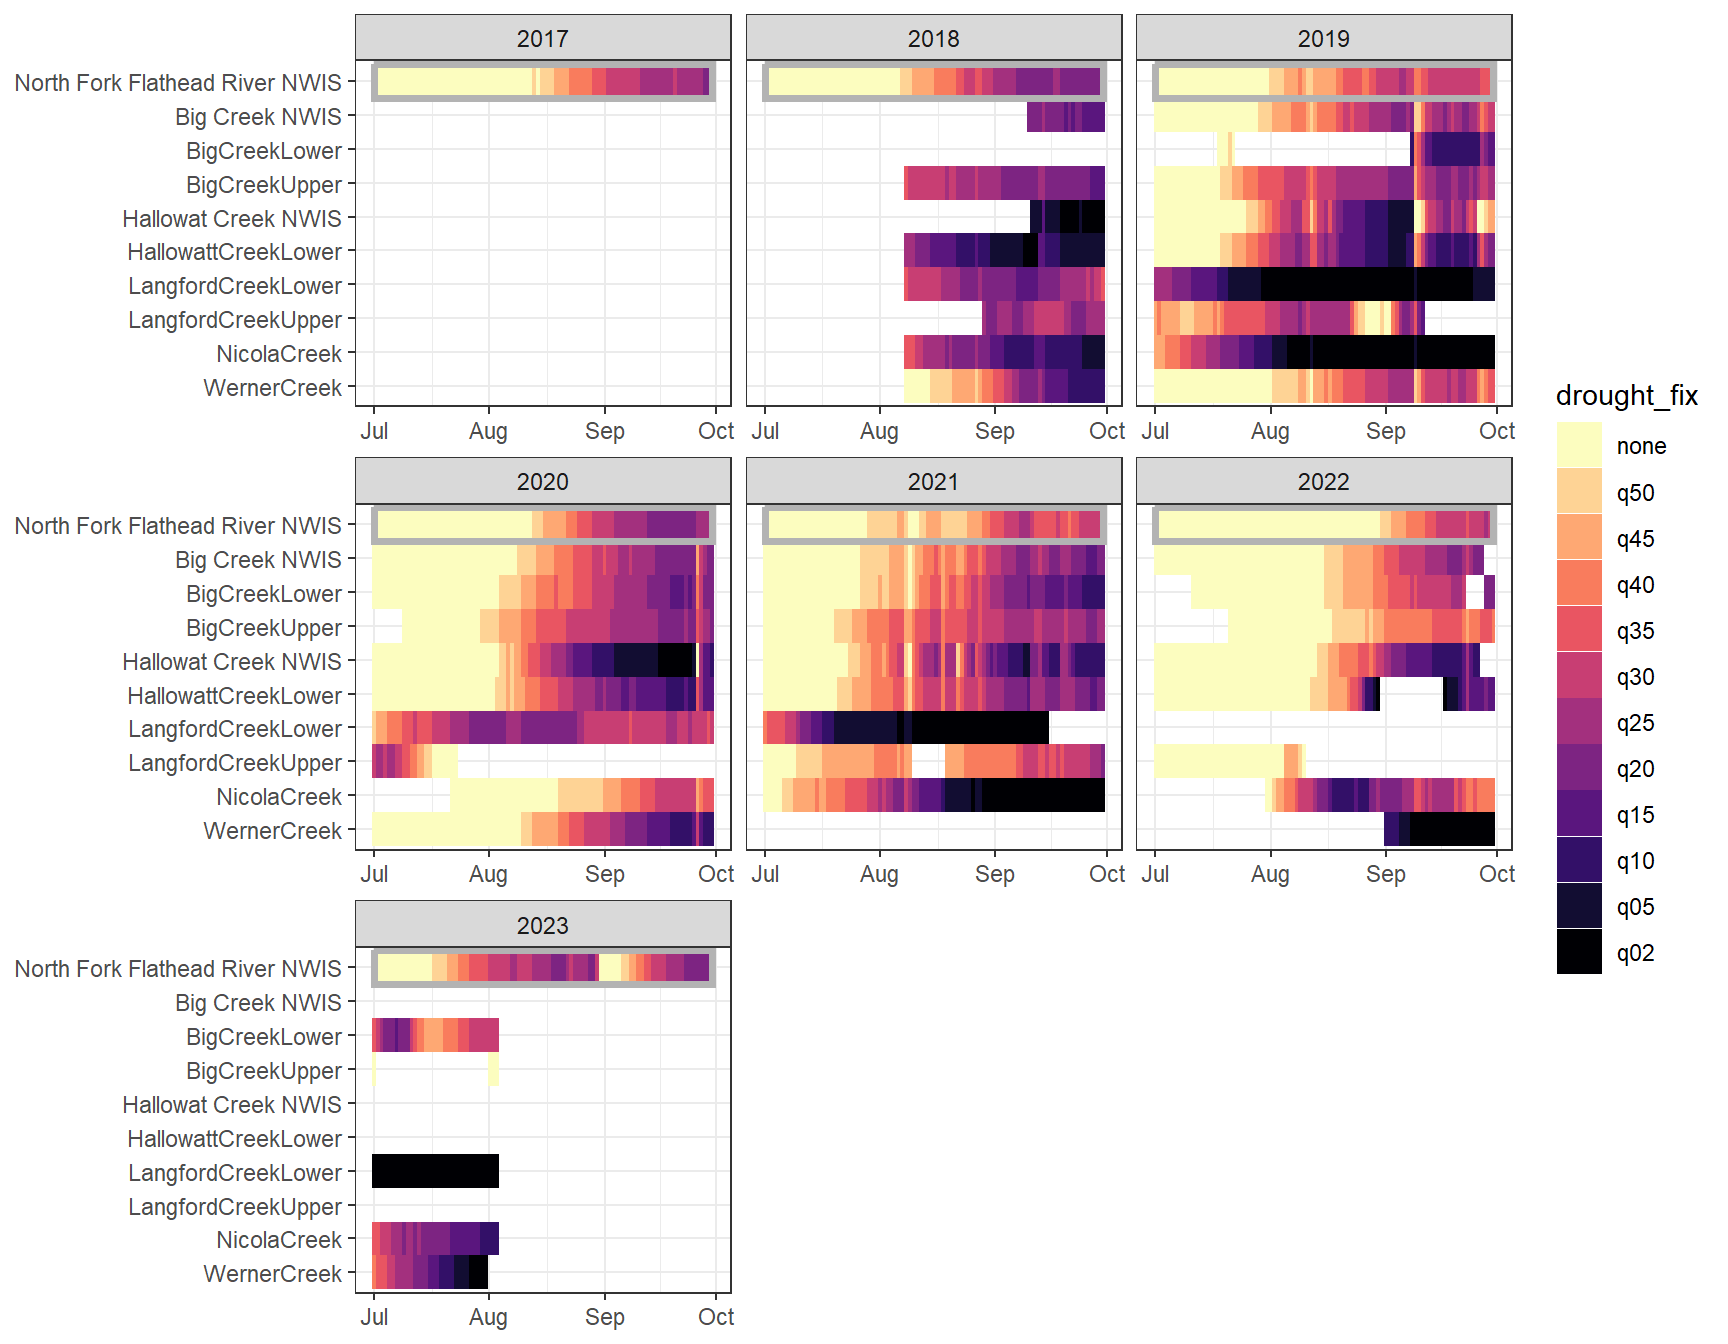 2017
2018
2019
North Fork Flathead River NWIS
Big Creek NWIS
BigCreekLower
BigCreekUpper
Hallowat Creek NWIS
HallowattCreekLower
LangfordCreekLower
LangfordCreekUpper
NicolaCreek
WernerCreek
Jul Aug Sep Oct
Jul Aug Sep Oct
Jul Aug Sep Oct
2020
2021
2022
North Fork Flathead River NWIS
Big Creek NWIS
BigCreekLower
BigCreekUpper
Hallowat Creek NWIS
HallowattCreekLower
LangfordCreekLower
LangfordCreekUpper
NicolaCreek
WernerCreek
Jul Aug Sep Oct
Jul Aug Sep Oct
Jul Aug Sep Oct
2023
North Fork Flathead River NWIS
Big Creek NWIS
BigCreekLower
BigCreekUpper
Hallowat Creek NWIS
HallowattCreekLower
LangfordCreekLower
LangfordCreekUpper
NicolaCreek
WernerCreek
Jul Aug Sep Oct
drought_fix
none
q50
q45
q40
q35
q30
q25
q20
q15
q10
q05
q02